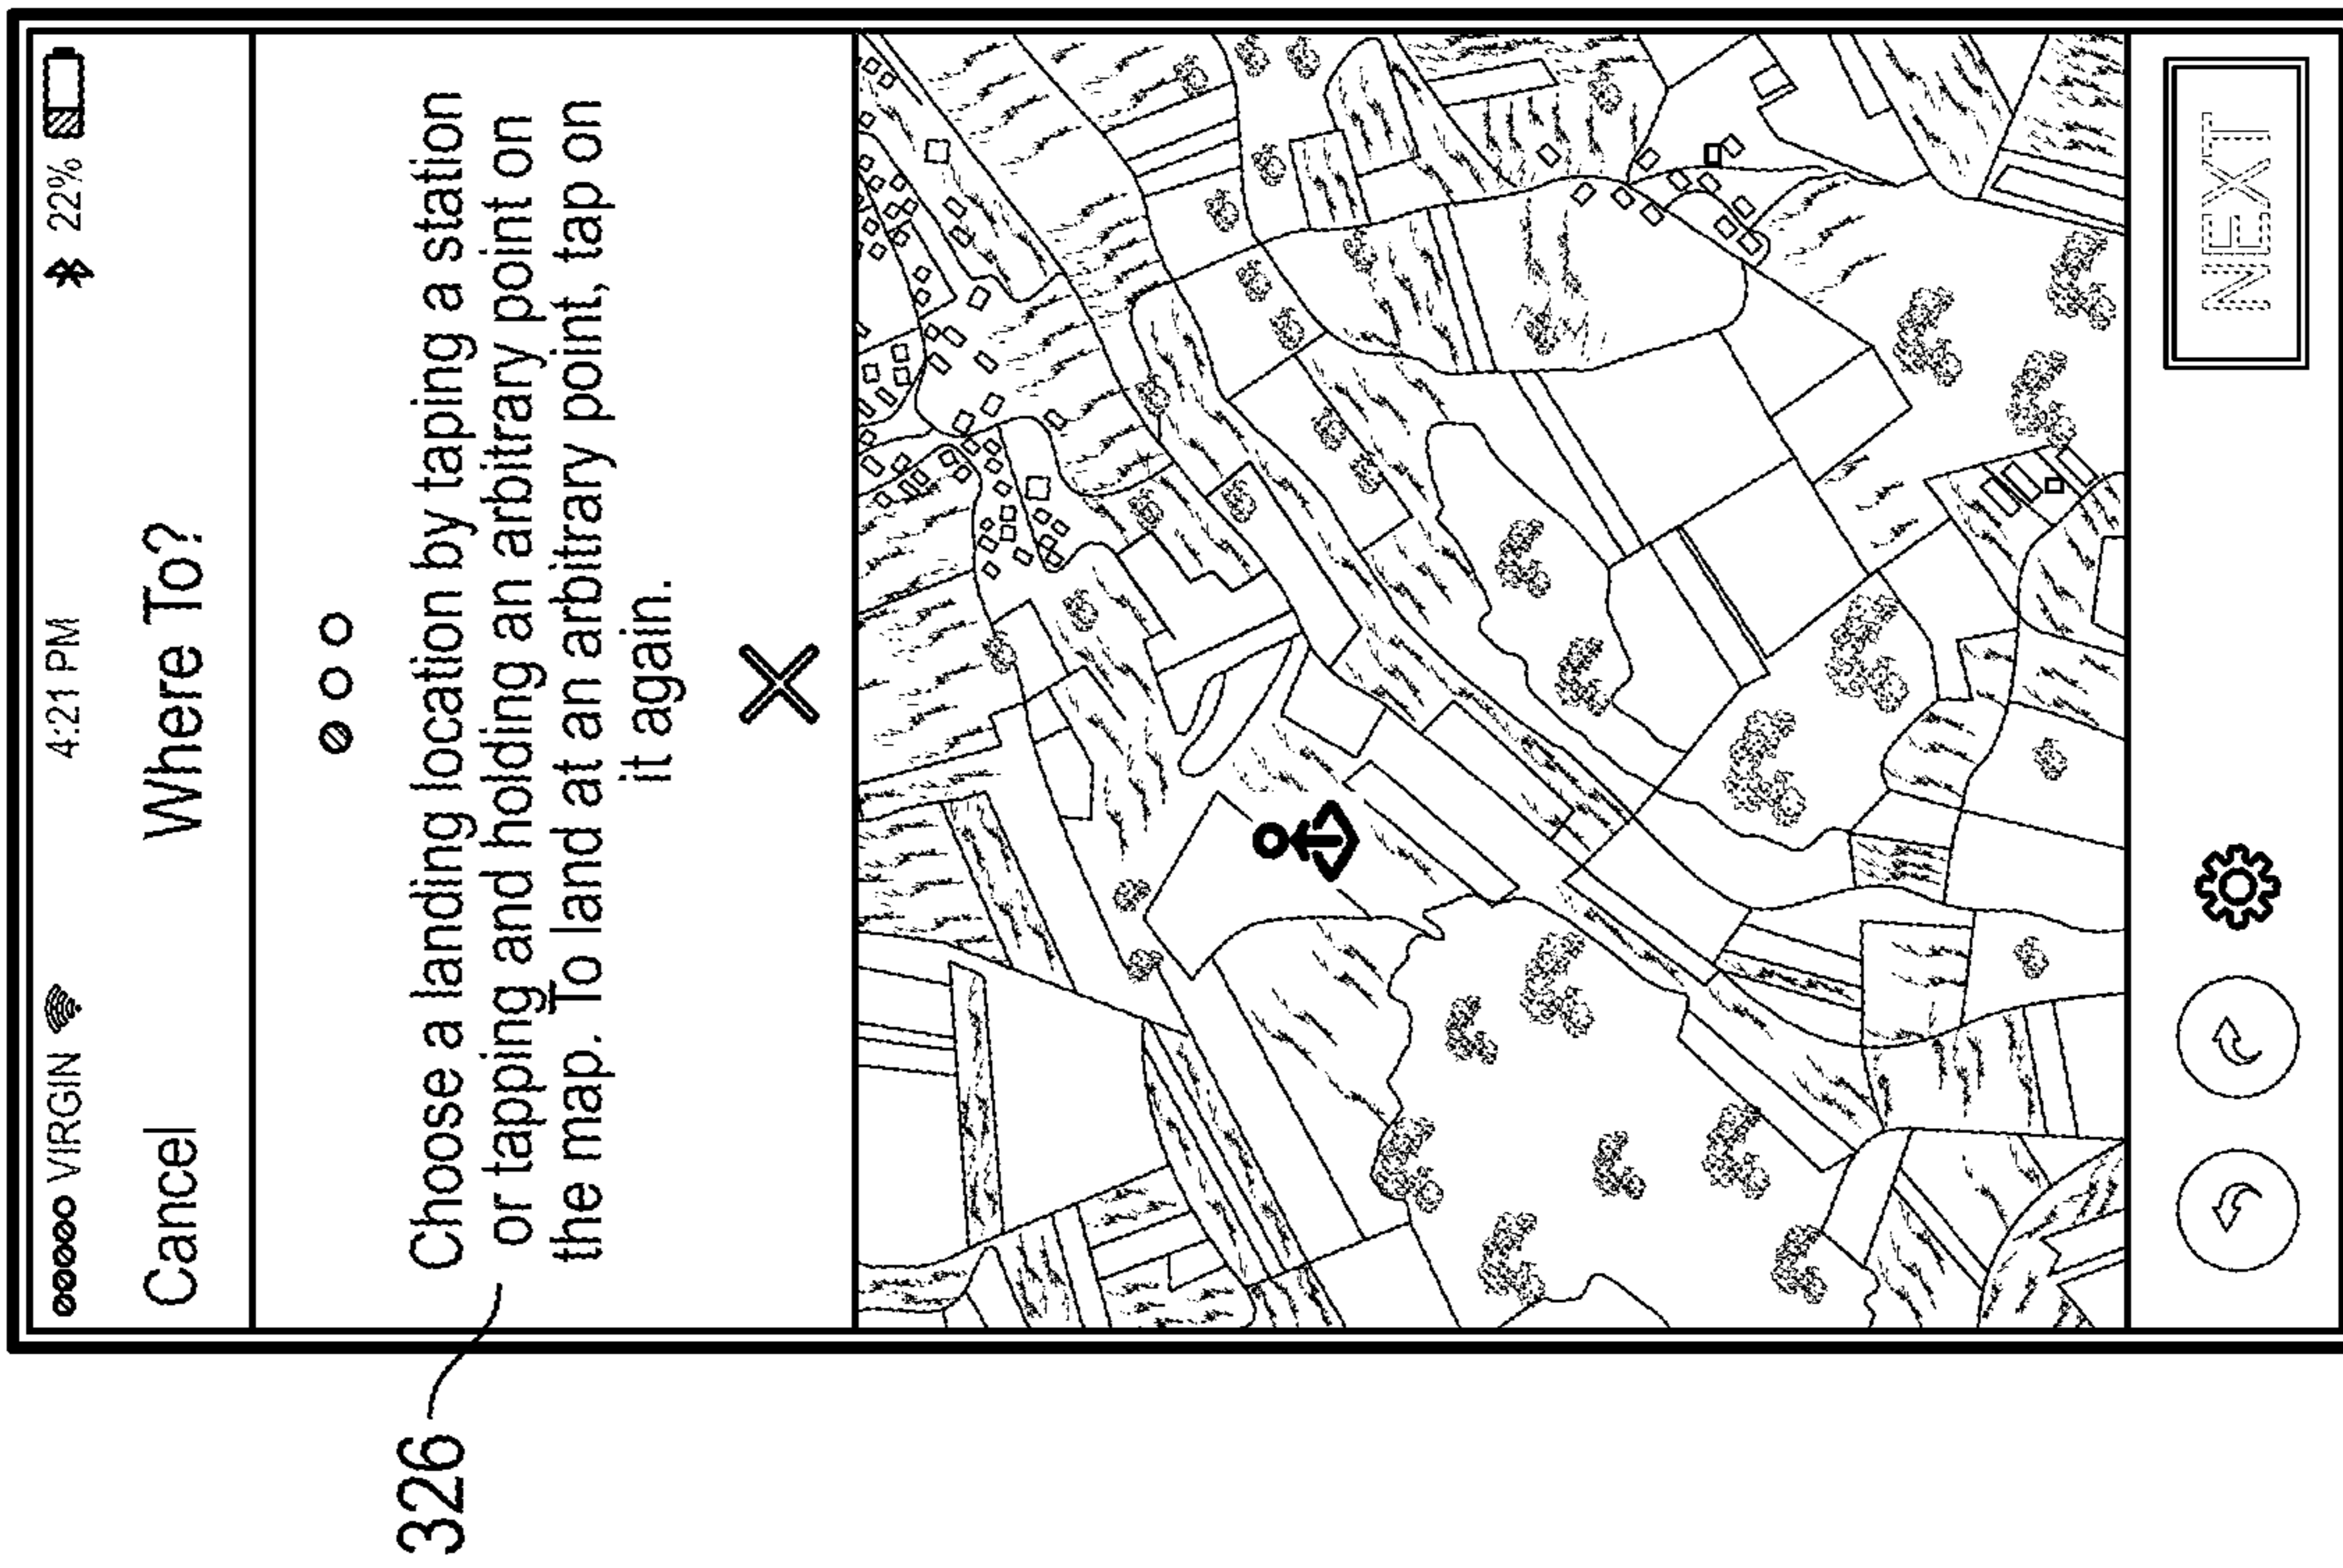 VIRGIN 4:21 PM 22%
Cancel Where To?
Choose a landing location by taping a station
or tapping and holding an arbitrary point on
the map. To land at an arbitrary point, tap on
it again.
326
NEXT